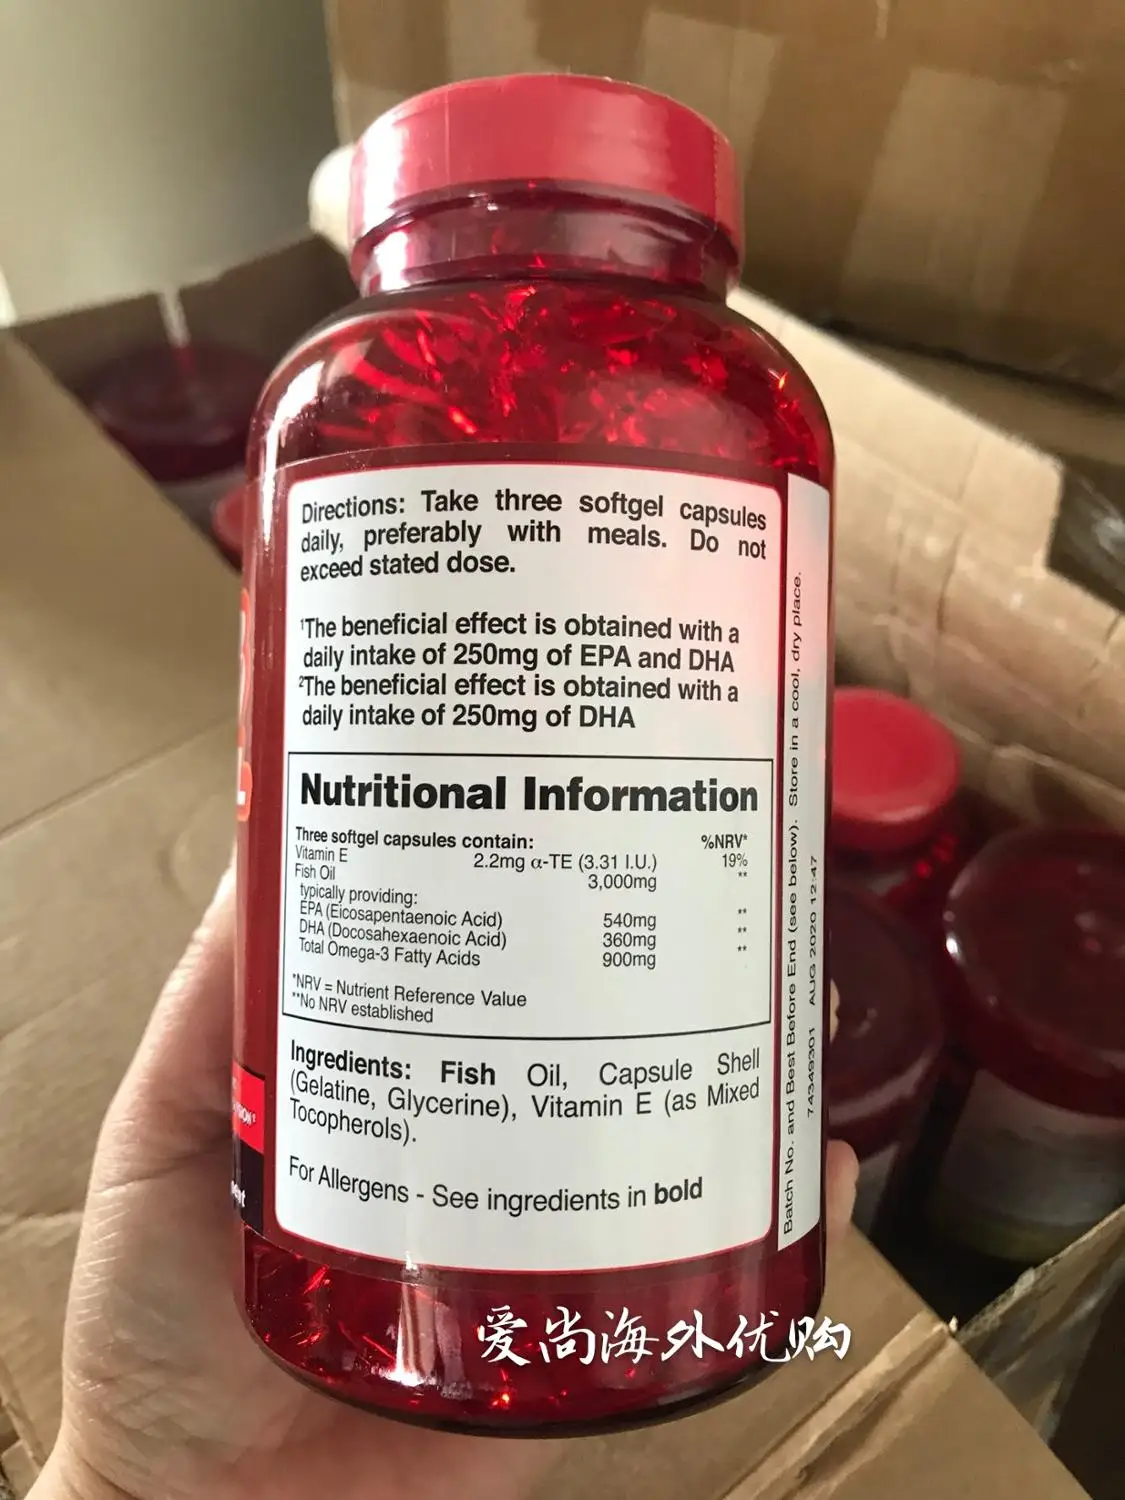 Directions: Take three softgel capsules
daily, preferably with meals. Do not
exceed stated dose.
¹The beneficial effect is obtained with a
daily intake of 250mg of EPA and DHA
²The beneficial effect is obtained with a
daily intake of 250mg of DHA
Nutritional Information
Three softgel capsules contain: %NRV*
Vitamin E 2.2mg α-TE (3.31 I.U.) 19%
Fish Oil 3,000mg **
typically providing:
EPA (Eicosapentaenoic Acid) 540mg **
DHA (Docosahexaenoic Acid) 360mg **
Total Omega-3 Fatty Acids 900mg **
*NRV = Nutrient Reference Value
**No NRV established
Ingredients: Fish Oil, Capsule Shell
(Gelatine, Glycerine), Vitamin E (as Mixed
Tocopherols).
For Allergens - See ingredients in bold
Batch No. and Best Before End (see below). Store in a cool, dry place.
74349301 AUG 2020 12:47
爱尚海外优购